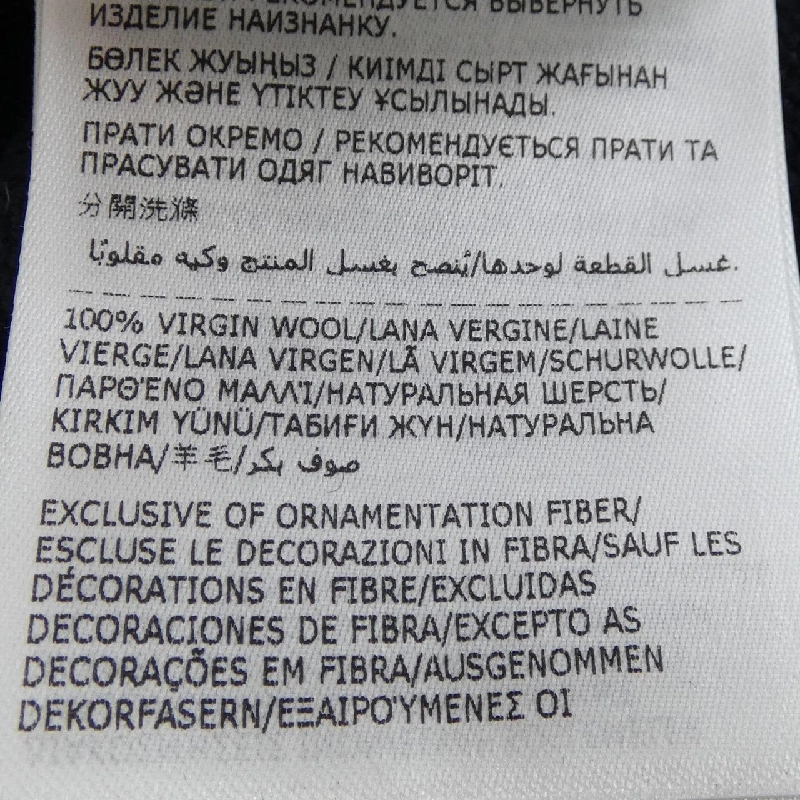 РЕКОМЕНДУЕТСЯ ВЫВЕРНУТЬ
ИЗДЕЛИЕ НАИЗНАНКУ.
БӨЛЕК ЖУЫҢЫЗ / КИІМДІ СЫРТ ЖАҒЫНАН
ЖУУ ЖӘНЕ ҮТІКТЕУ ҰСЫЛЫНАДЫ.
ПРАТИ ОКРЕМО / РЕКОМЕНДУЄТЬСЯ ПРАТИ ТА
ПРАСУВАТИ ОДЯГ НАВИВОРІТ.
分開洗滌
غسل القطعة لوحدها/يُنصح بغسل المنتج وكيه مقلوبًا.
100% VIRGIN WOOL/LANA VERGINE/LAINE
VIERGE/LANA VIRGEN/LÃ VIRGEM/SCHURWOLLE/
ΠΑΡΘΈΝΟ ΜΑΛΛΊ/НАТУРАЛЬНАЯ ШЕРСТЬ/
KIRKIM YÜNÜ/ТАБИҒИ ЖҮН/НАТУРАЛЬНА
ВОВНА/羊毛/صوف بكر
EXCLUSIVE OF ORNAMENTATION FIBER/
ESCLUSE LE DECORAZIONI IN FIBRA/SAUF LES
DÉCORATIONS EN FIBRE/EXCLUIDAS
DECORACIONES DE FIBRA/EXCEPTO AS
DECORAÇÕES EM FIBRA/AUSGENOMMEN
DEKORFASERN/ΕΞΑΙΡΟΎΜΕΝΕΣ ΟΙ